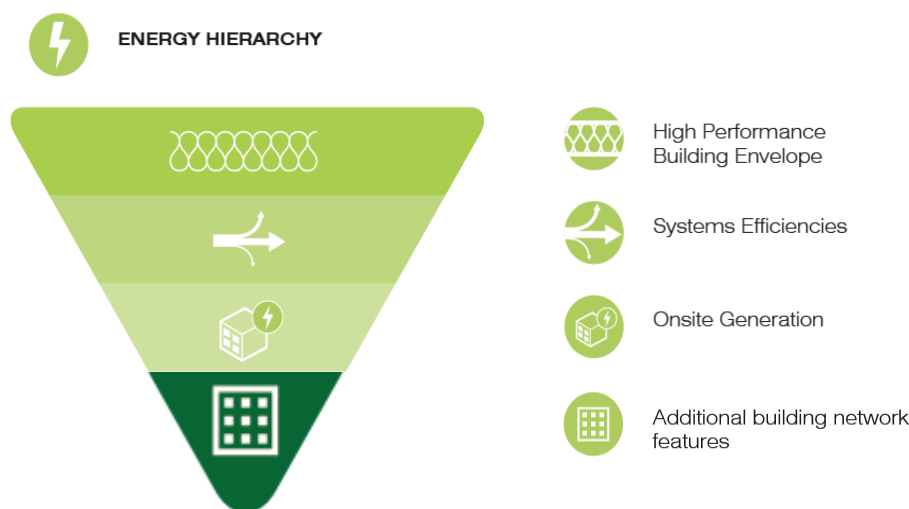 ENERGY HIERARCHY
High Performance
Building Envelope
Systems Efficiencies
Onsite Generation
Additional building network
features